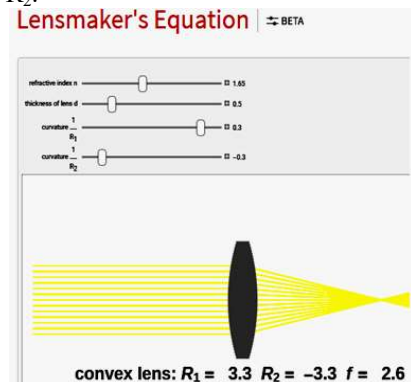 R₂.
Lensmaker's Equation BETA
refractive index n 1.65
thickness of lens d 0.5
curvature 1/R₁ 0.3
curvature 1/R₂ -0.3
convex lens: R₁ = 3.3 R₂ = −3.3 f = 2.6